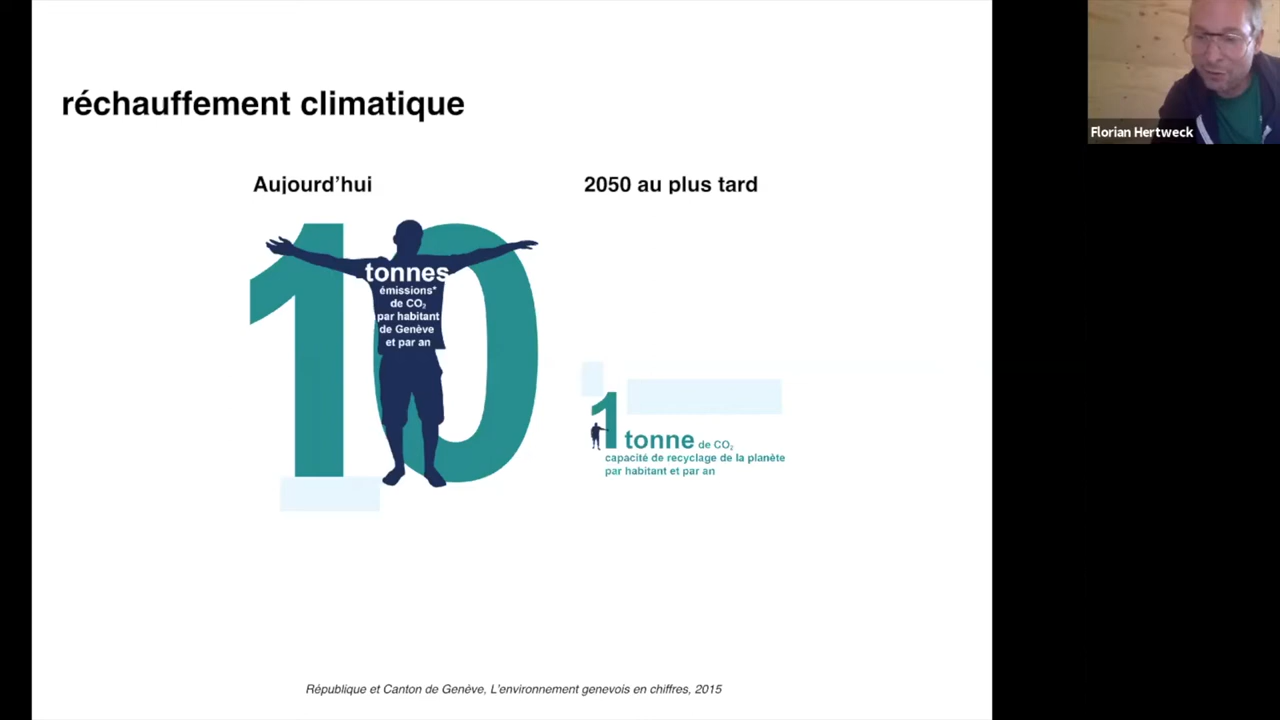 réchauffement climatique
Aujourd'hui
2050 au plus tard
10
tonnes
émissions*
de CO₂
par habitant
de Genève
et par an
1 tonne de CO₂
capacité de recyclage de la planète
par habitant et par an
République et Canton de Genève, L'environnement genevois en chiffres, 2015
Florian Hertweck